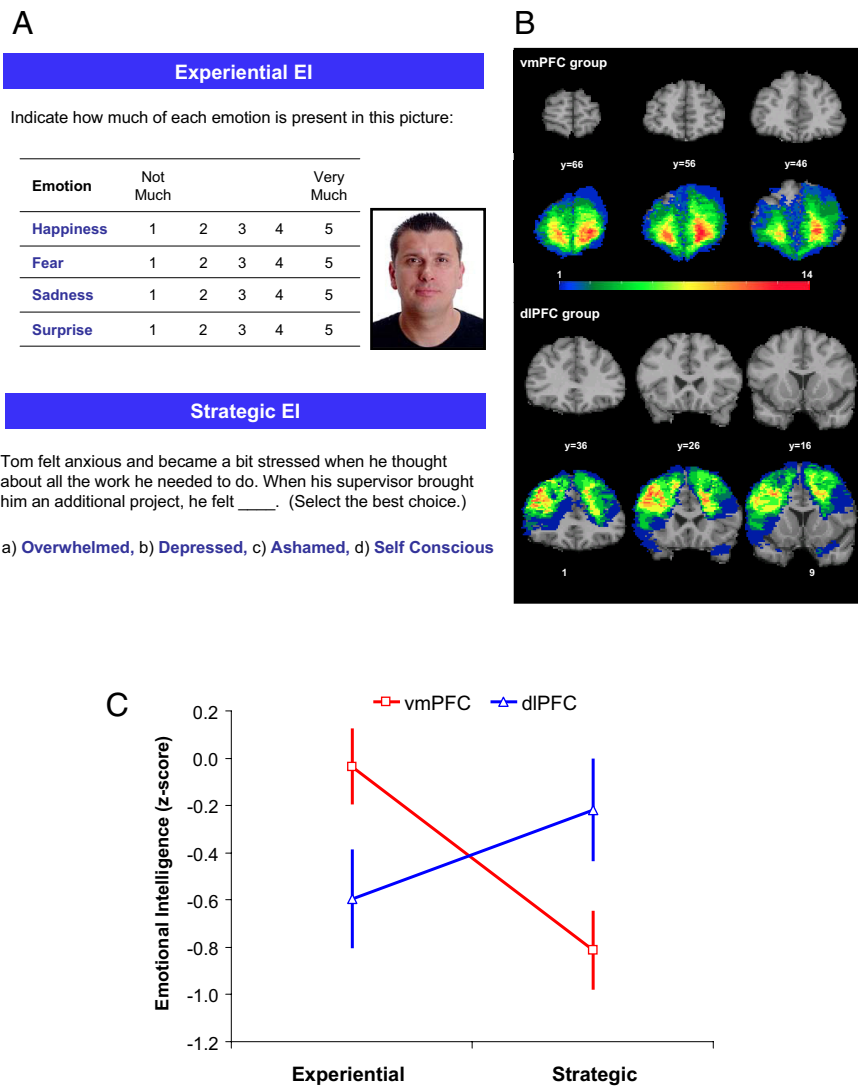 A
Experiential EI
Indicate how much of each emotion is present in this picture:
Emotion Not Much Very Much
Happiness 1 2 3 4 5
Fear 1 2 3 4 5
Sadness 1 2 3 4 5
Surprise 1 2 3 4 5
Strategic EI
Tom felt anxious and became a bit stressed when he thought
about all the work he needed to do. When his supervisor brought
him an additional project, he felt ____. (Select the best choice.)
a) Overwhelmed, b) Depressed, c) Ashamed, d) Self Conscious
B
vmPFC group
y=66 y=56 y=46
1 14
dlPFC group
y=36 y=26 y=16
1 9
C
vmPFC dlPFC
Emotional Intelligence (z-score)
0.2
0.0
-0.2
-0.4
-0.6
-0.8
-1.0
-1.2
Experiential Strategic